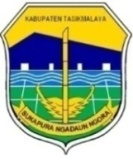 KABUPATEN TASIKMALAYA
SUKAPURA NGADAUN NGORA